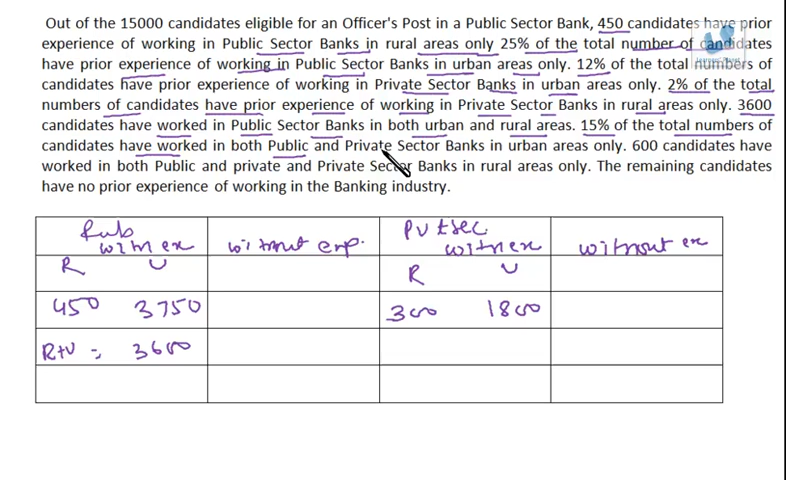 Out of the 15000 candidates eligible for an Officer's Post in a Public Sector Bank, 450 candidates have prior
experience of working in Public Sector Banks in rural areas only 25% of the total number of candidates
have prior experience of working in Public Sector Banks in urban areas only. 12% of the total numbers of
candidates have prior experience of working in Private Sector Banks in urban areas only. 2% of the total
numbers of candidates have prior experience of working in Private Sector Banks in rural areas only. 3600
candidates have worked in Public Sector Banks in both urban and rural areas. 15% of the total numbers of
candidates have worked in both Public and Private Sector Banks in urban areas only. 600 candidates have
worked in both Public and private and Private Sector Banks in rural areas only. The remaining candidates
have no prior experience of working in the Banking industry.
Pub Pvt sec
with ex without exp. with ex without ex
R U R U
450 3750 300 1800
R+U = 3600